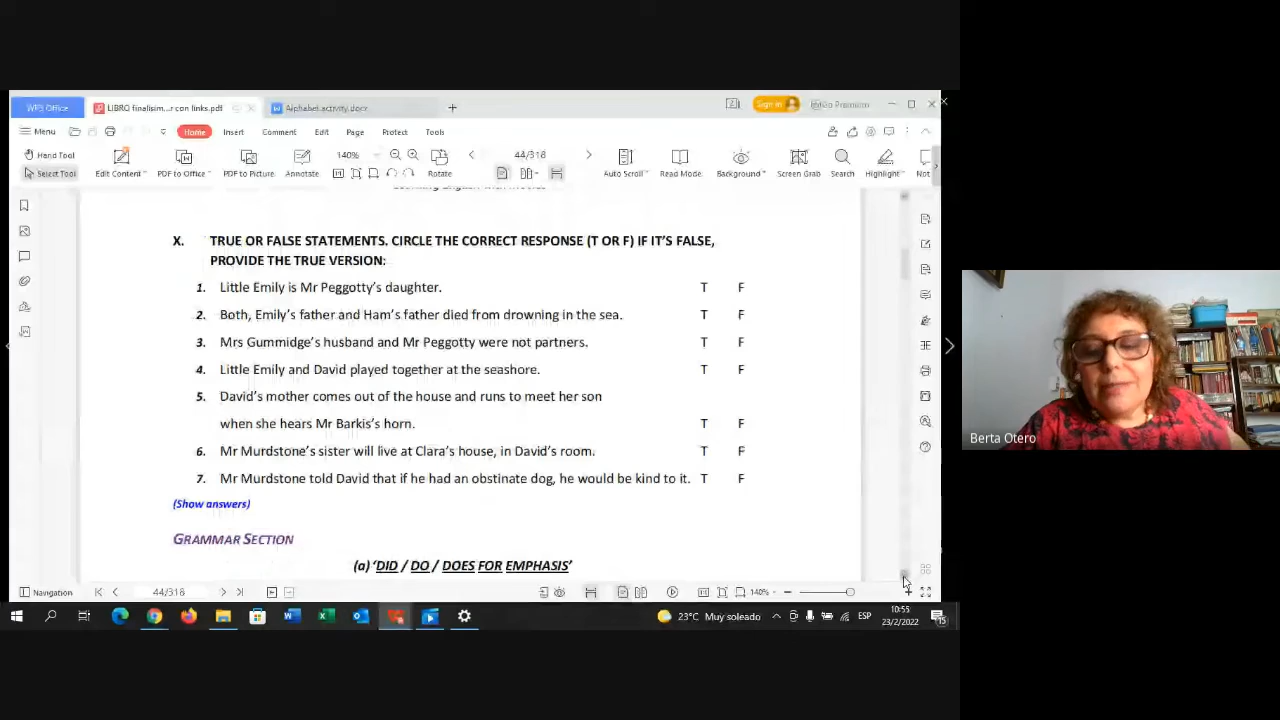 WPS Office
LIBRO finalisim...r con links.pdf
Alphabet activity.docx
Sign in
Go Premium
Menu
Home
Insert
Comment
Edit
Page
Protect
Tools
Hand Tool
Select Tool
Edit Content
PDF to Office
PDF to Picture
Annotate
140%
Rotate
44/318
Auto Scroll
Read Mode
Background
Screen Grab
Search
Highlight
Not
Learning English with Movies
X. TRUE OR FALSE STATEMENTS. CIRCLE THE CORRECT RESPONSE (T OR F) IF IT'S FALSE,
PROVIDE THE TRUE VERSION:
1. Little Emily is Mr Peggotty's daughter. T F
2. Both, Emily's father and Ham's father died from drowning in the sea. T F
3. Mrs Gummidge's husband and Mr Peggotty were not partners. T F
4. Little Emily and David played together at the seashore. T F
5. David's mother comes out of the house and runs to meet her son
when she hears Mr Barkis's horn. T F
6. Mr Murdstone's sister will live at Clara's house, in David's room. T F
7. Mr Murdstone told David that if he had an obstinate dog, he would be kind to it. T F
(Show answers)
GRAMMAR SECTION
(a) 'DID / DO / DOES FOR EMPHASIS'
Navigation
44/318
140%
23°C Muy soleado
ESP
10:55
23/2/2022
15
Berta Otero